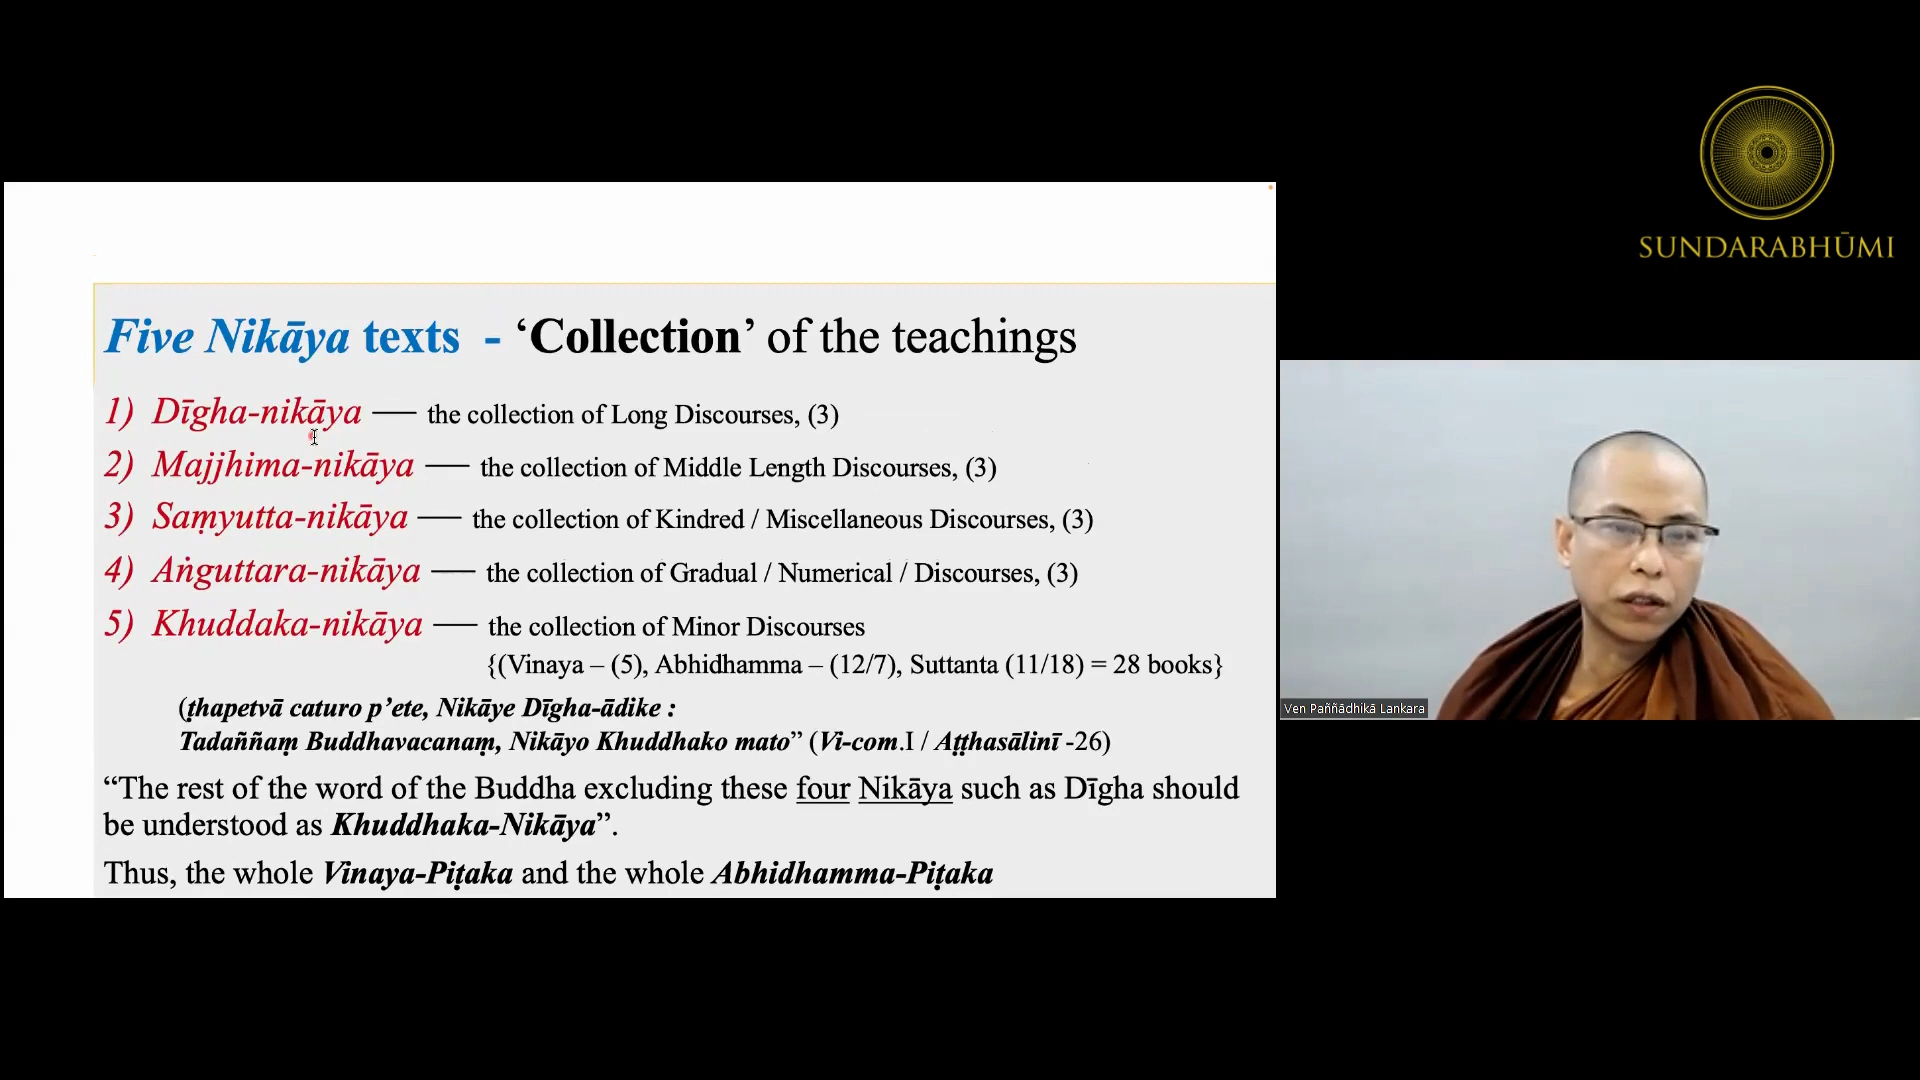 SUNDARABHŪMI
Five Nikāya texts - ‘Collection’ of the teachings
1) Dīgha-nikāya — the collection of Long Discourses, (3)
2) Majjhima-nikāya — the collection of Middle Length Discourses, (3)
3) Saṃyutta-nikāya — the collection of Kindred / Miscellaneous Discourses, (3)
4) Aṅguttara-nikāya — the collection of Gradual / Numerical / Discourses, (3)
5) Khuddaka-nikāya — the collection of Minor Discourses
{(Vinaya – (5), Abhidhamma – (12/7), Suttanta (11/18) = 28 books}
(ṭhapetvā caturo p’ete, Nikāye Dīgha-ādike :
Tadaññaṃ Buddhavacanaṃ, Nikāyo Khuddhako mato” (Vi-com.I / Aṭṭhasālinī -26)
“The rest of the word of the Buddha excluding these four Nikāya such as Dīgha should
be understood as Khuddhaka-Nikāya”.
Thus, the whole Vinaya-Piṭaka and the whole Abhidhamma-Piṭaka
Ven Paññādhikā Lankara